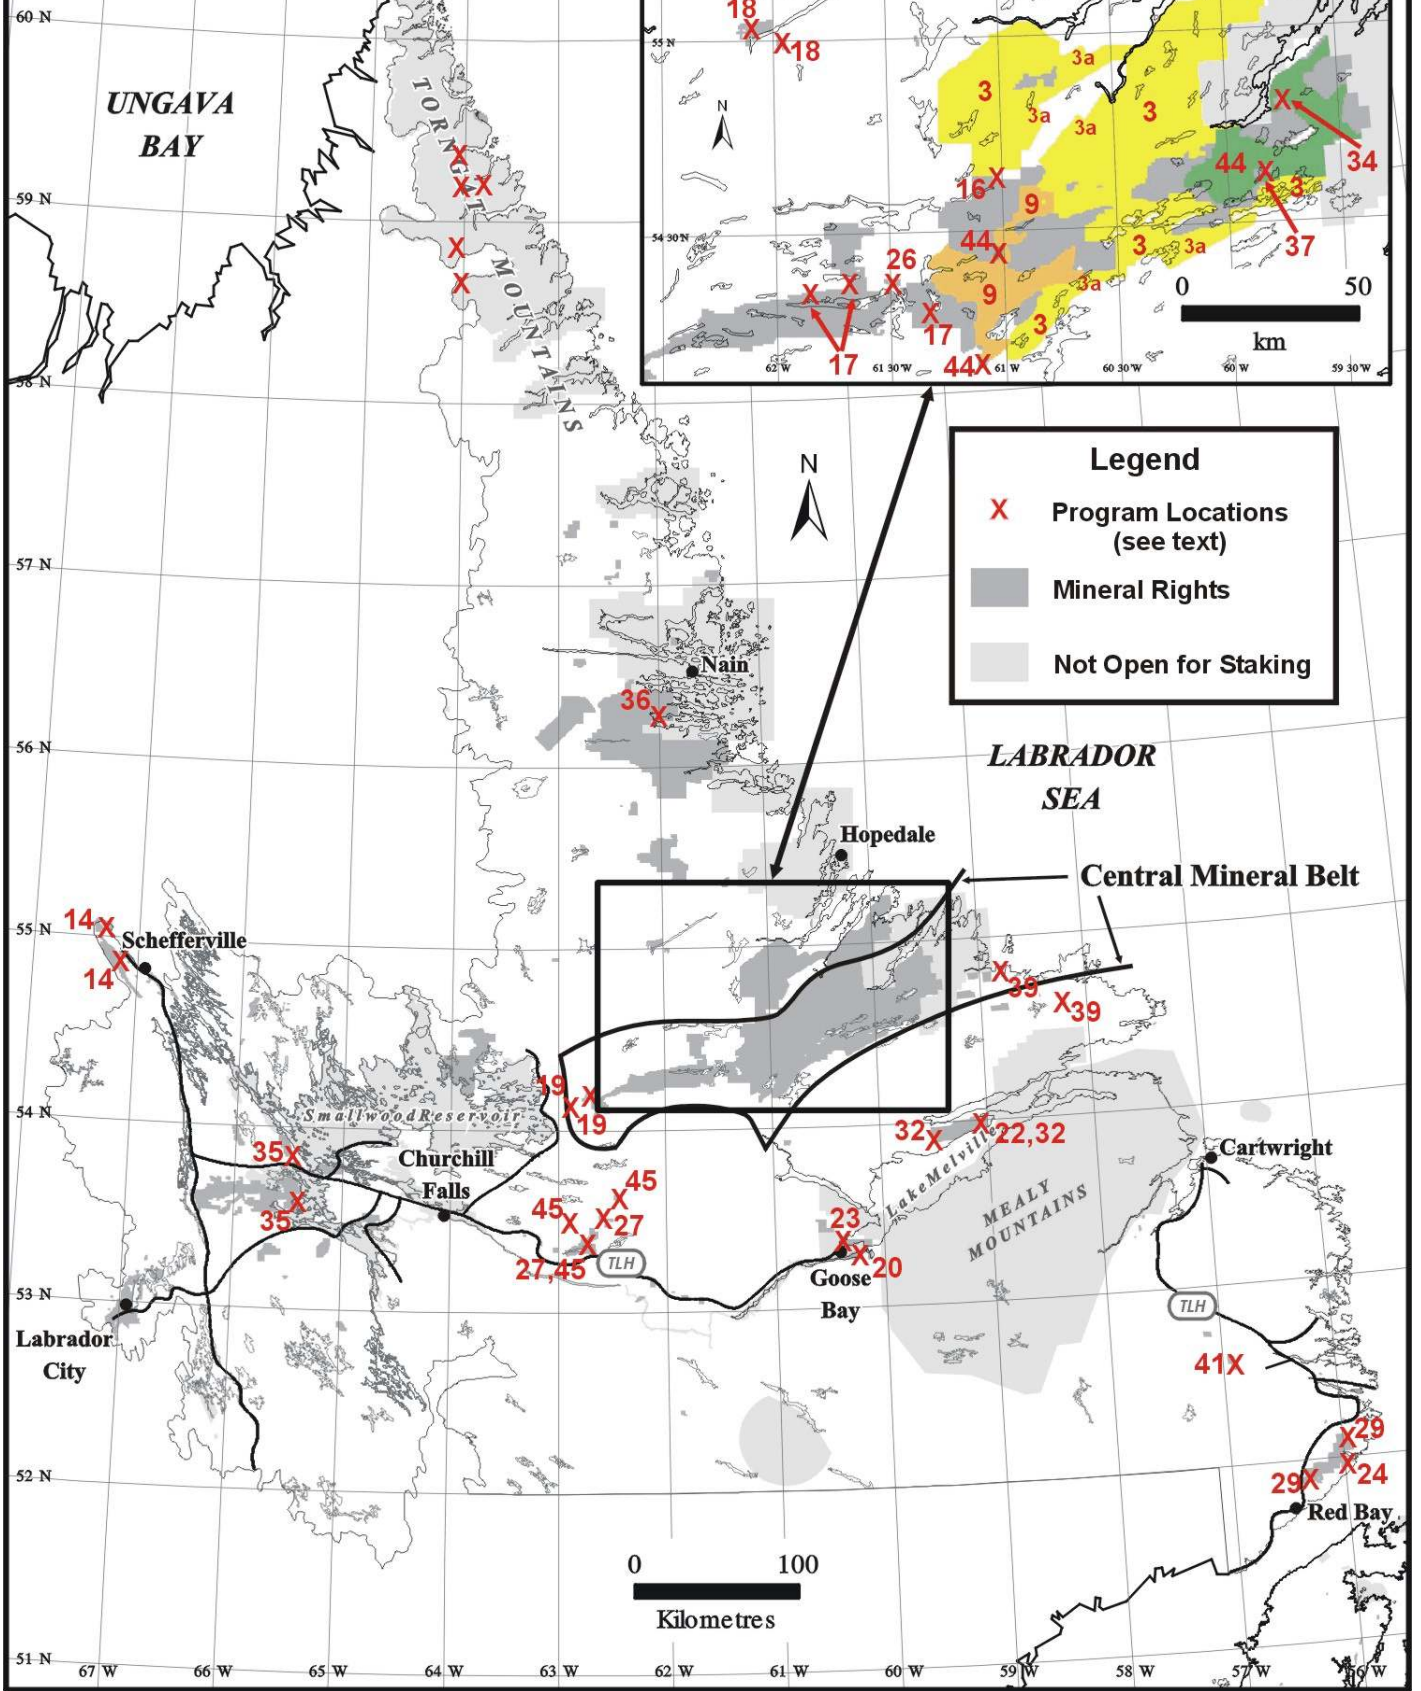 60 N
UNGAVA
BAY
TORNGAT MOUNTAINS
59 N
58 N
57 N
56 N
55 N
54 N
53 N
52 N
51 N
67 W
66 W
65 W
64 W
63 W
62 W
61 W
60 W
59 W
58 W
57 W
56 W
18
18
55 N
N
3
3a
3a
3a
3
44
34
16
9
3
37
44
3
3a
54 30'N
26
9
3a
3
17
17
44
0 50
km
62 W
61 30'W
61 W
60 30'W
60 W
59 30'W
Legend
X Program Locations
(see text)
Mineral Rights
Not Open for Staking
N
Nain
36
LABRADOR
SEA
Hopedale
Central Mineral Belt
14
Schefferville
14
39
39
19
19
Smallwood Reservoir
35
35
Churchill
Falls
45
45
27
27,45
TLH
32
22,32
Lake Melville
MEALY
MOUNTAINS
Cartwright
23
20
Goose
Bay
TLH
Labrador
City
41
29
24
29
Red Bay
0 100
Kilometres